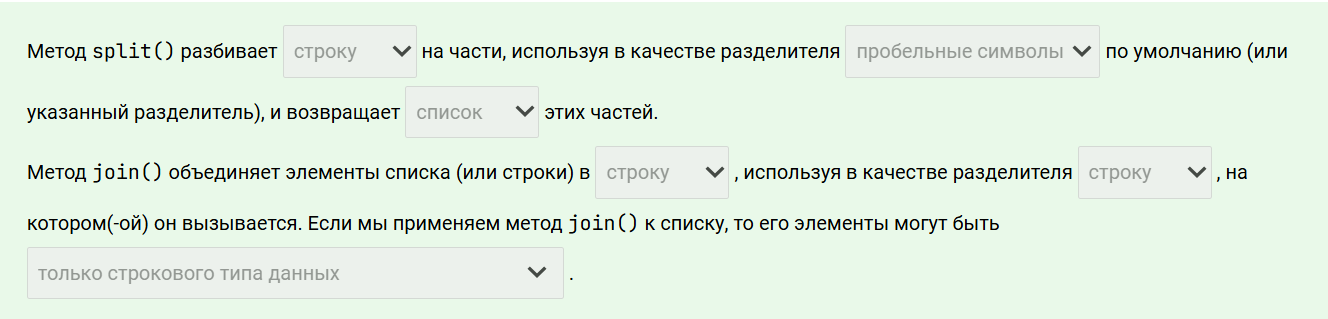 Метод split() разбивает строку на части, используя в качестве разделителя пробельные символы по умолчанию (или
указанный разделитель), и возвращает список этих частей.
Метод join() объединяет элементы списка (или строки) в строку , используя в качестве разделителя строку , на
котором(-ой) он вызывается. Если мы применяем метод join() к списку, то его элементы могут быть
только строкового типа данных .